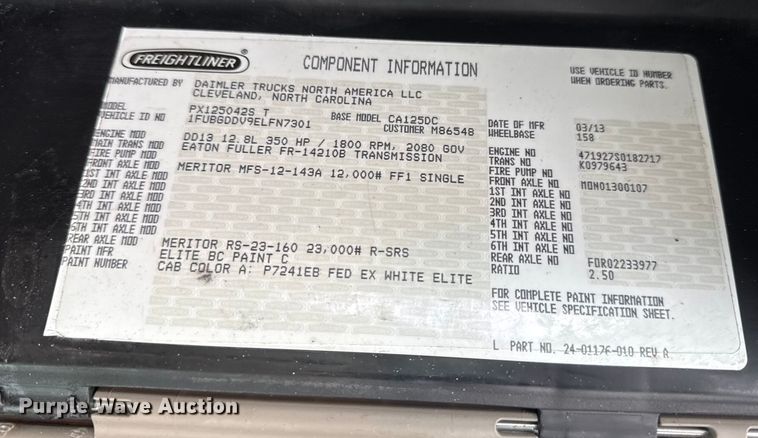 FREIGHTLINER
COMPONENT INFORMATION
USE VEHICLE ID NUMBER
WHEN ORDERING PARTS.
MANUFACTURED BY DAIMLER TRUCKS NORTH AMERICA LLC
CLEVELAND, NORTH CAROLINA
MODEL PX125042S T BASE MODEL CA125DC
VEHICLE ID NO 1FUBGDDV9ELFN7301 CUSTOMER M86548
DATE OF MFR 03/13
WHEELBASE 158
ENGINE MOD DD13 12.8L 350 HP / 1800 RPM, 2080 GOV
MAIN TRANS MOD EATON FULLER FR-14210B TRANSMISSION
FIRE PUMP MOD
FRONT AXLE MOD MERITOR MFS-12-143A 12,000# FF1 SINGLE
1ST INT AXLE MOD
2ND INT AXLE MOD
3RD INT AXLE MOD
4TH INT AXLE MOD
5TH INT AXLE MOD
6TH INT AXLE MOD
REAR AXLE MOD MERITOR RS-23-160 23,000# R-SRS
PAINT MFR ELITE BC PAINT C
PAINT NUMBER CAB COLOR A: P7241EB FED EX WHITE ELITE
ENGINE NO 471927S0182717
TRANS NO K0979643
FIRE PUMP NO
FRONT AXLE NO MON01300107
1ST INT AXLE NO
2ND INT AXLE NO
3RD INT AXLE NO
4TH INT AXLE NO
5TH INT AXLE NO
6TH INT AXLE NO
REAR AXLE NO FOR02233977
RATIO 2.50
FOR COMPLETE PAINT INFORMATION
SEE VEHICLE SPECIFICATION SHEET.
L PART NO. 24-01176-010 REV A
Purple Wave Auction